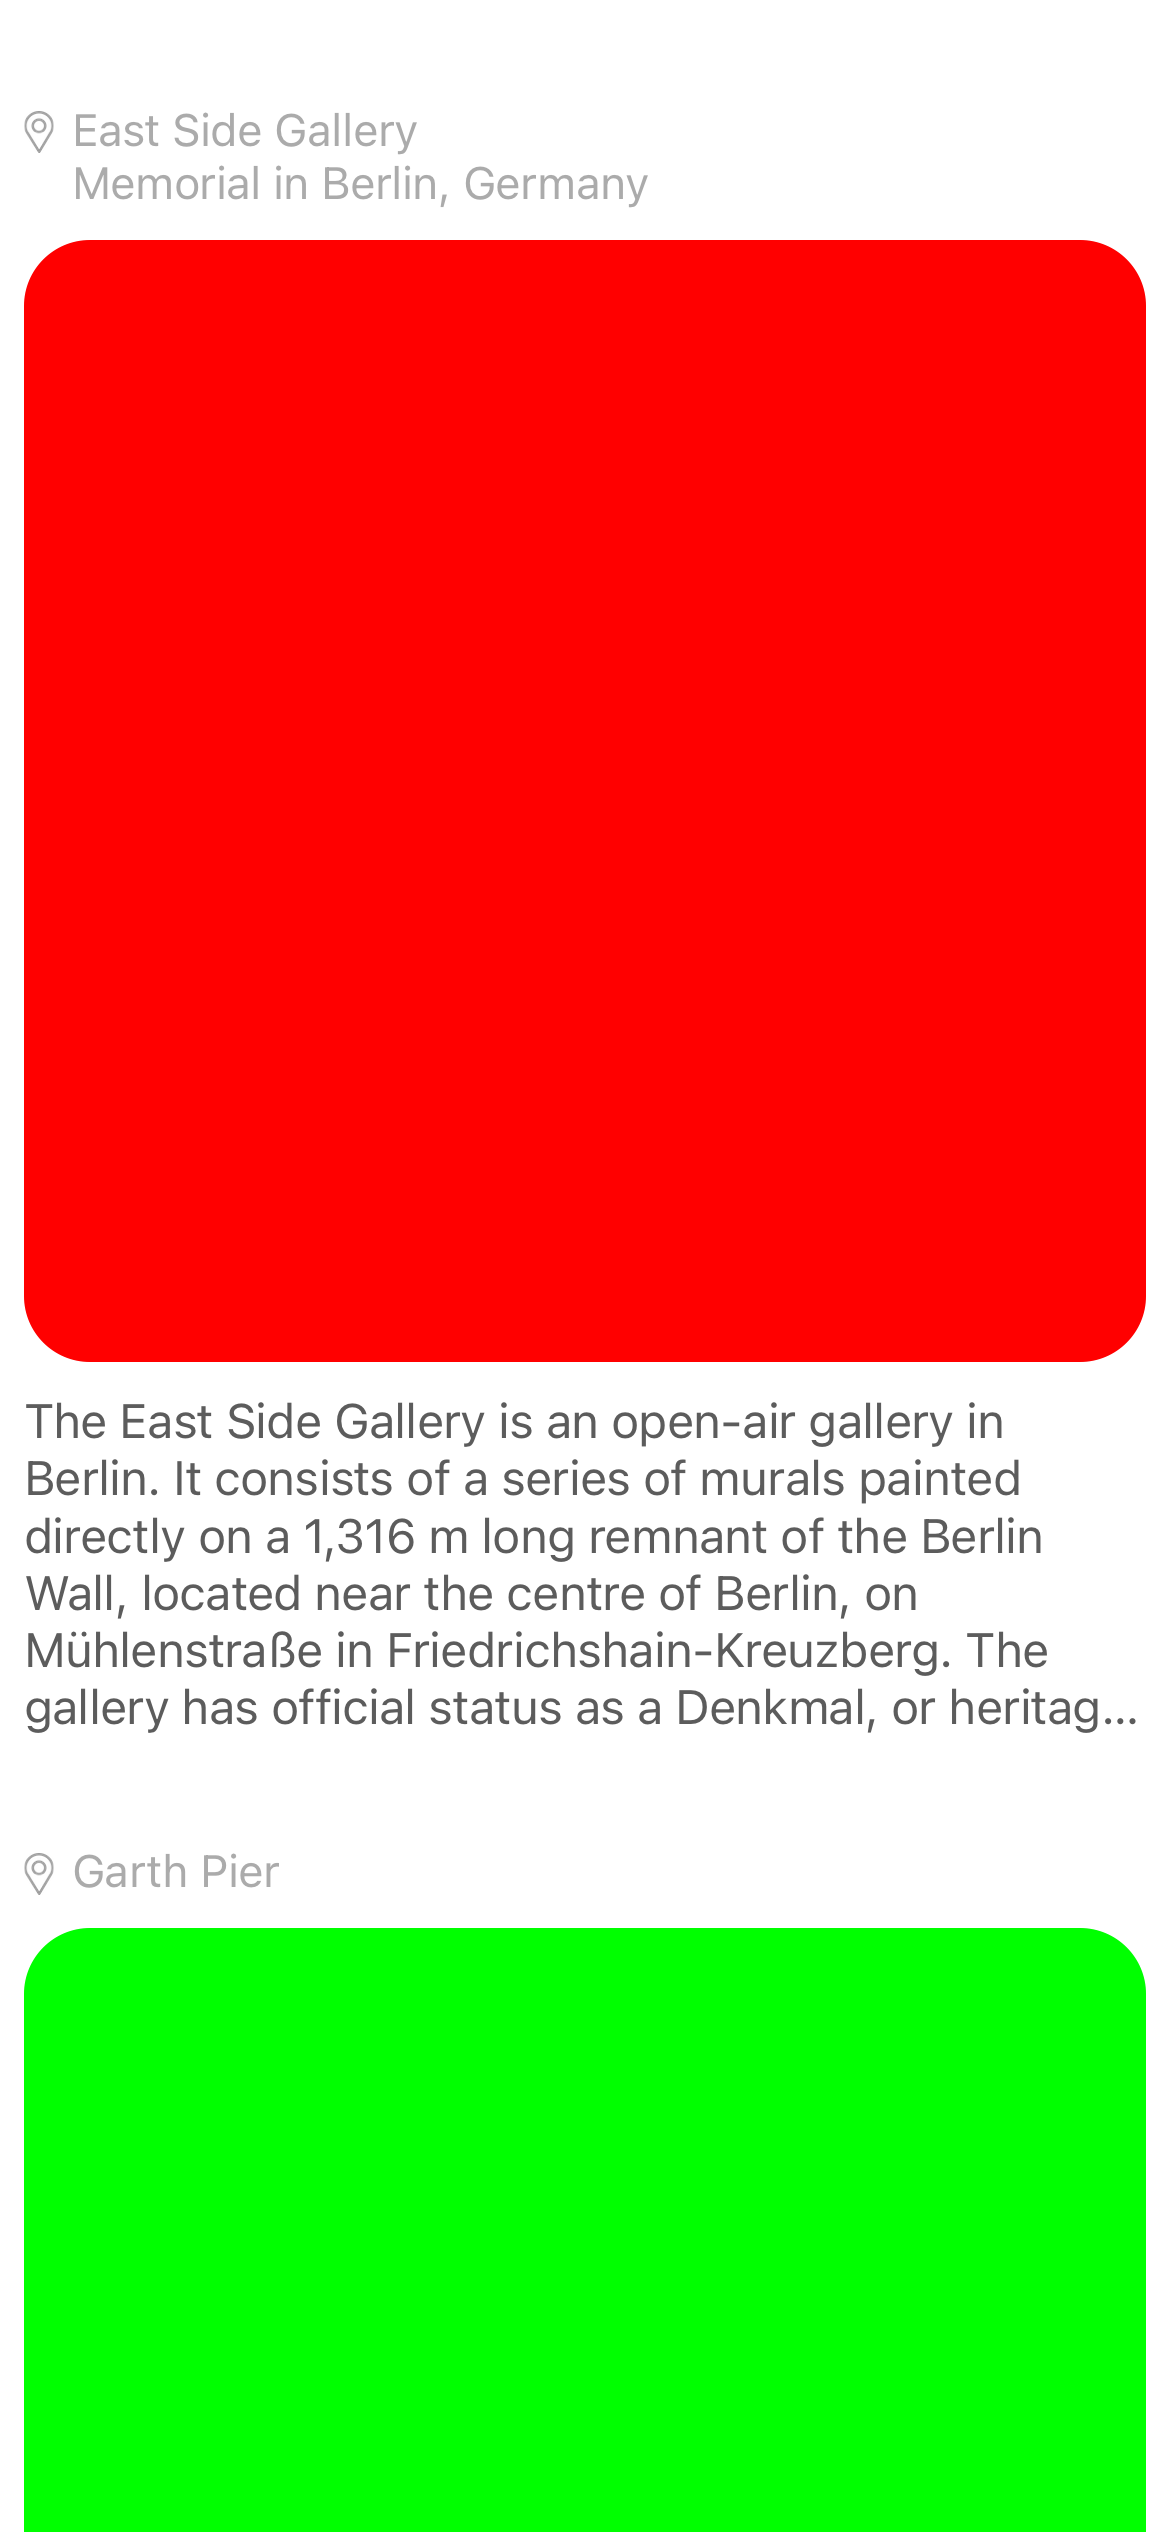 East Side Gallery
Memorial in Berlin, Germany
The East Side Gallery is an open-air gallery in
Berlin. It consists of a series of murals painted
directly on a 1,316 m long remnant of the Berlin
Wall, located near the centre of Berlin, on
Mühlenstraße in Friedrichshain-Kreuzberg. The
gallery has official status as a Denkmal, or heritag...
Garth Pier